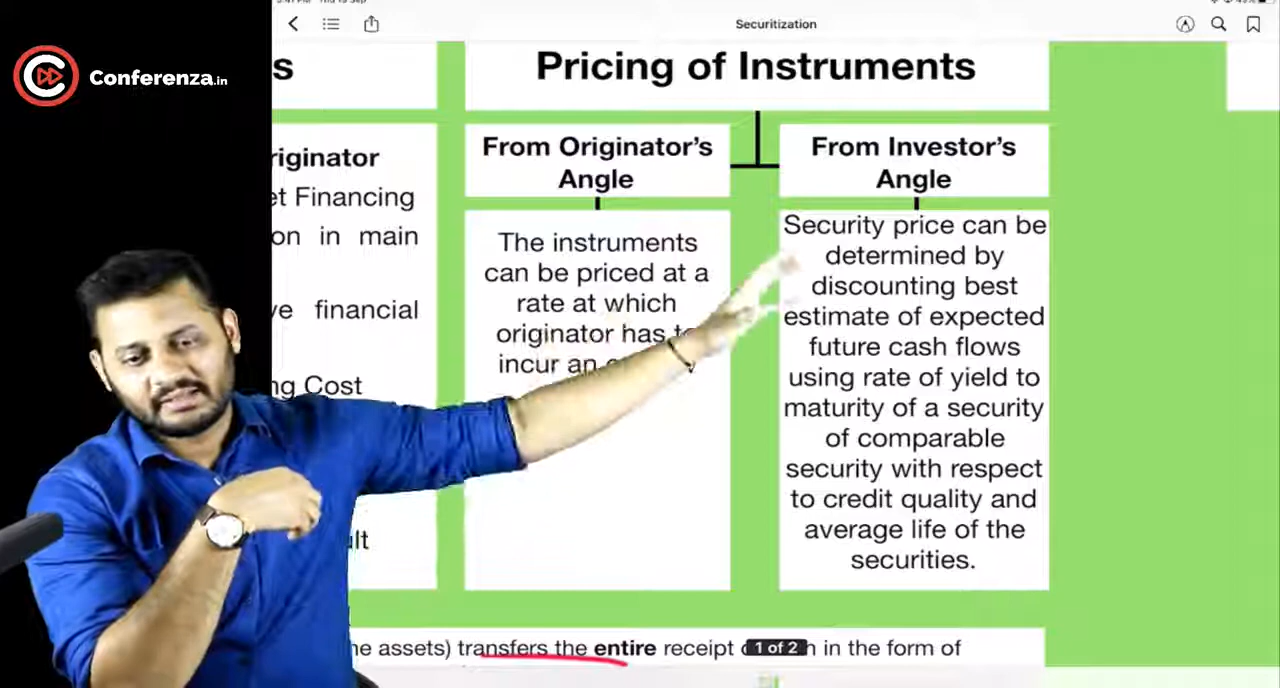 Securitization
Conferenza.in
s
Pricing of Instruments
riginator
et Financing
on in main
ve financial
ng Cost
ult
From Originator's
Angle
The instruments
can be priced at a
rate at which
originator has to
incur an
From Investor's
Angle
Security price can be
determined by
discounting best
estimate of expected
future cash flows
using rate of yield to
maturity of a security
of comparable
security with respect
to credit quality and
average life of the
securities.
he assets) transfers the entire receipt
in the form of
1 of 2